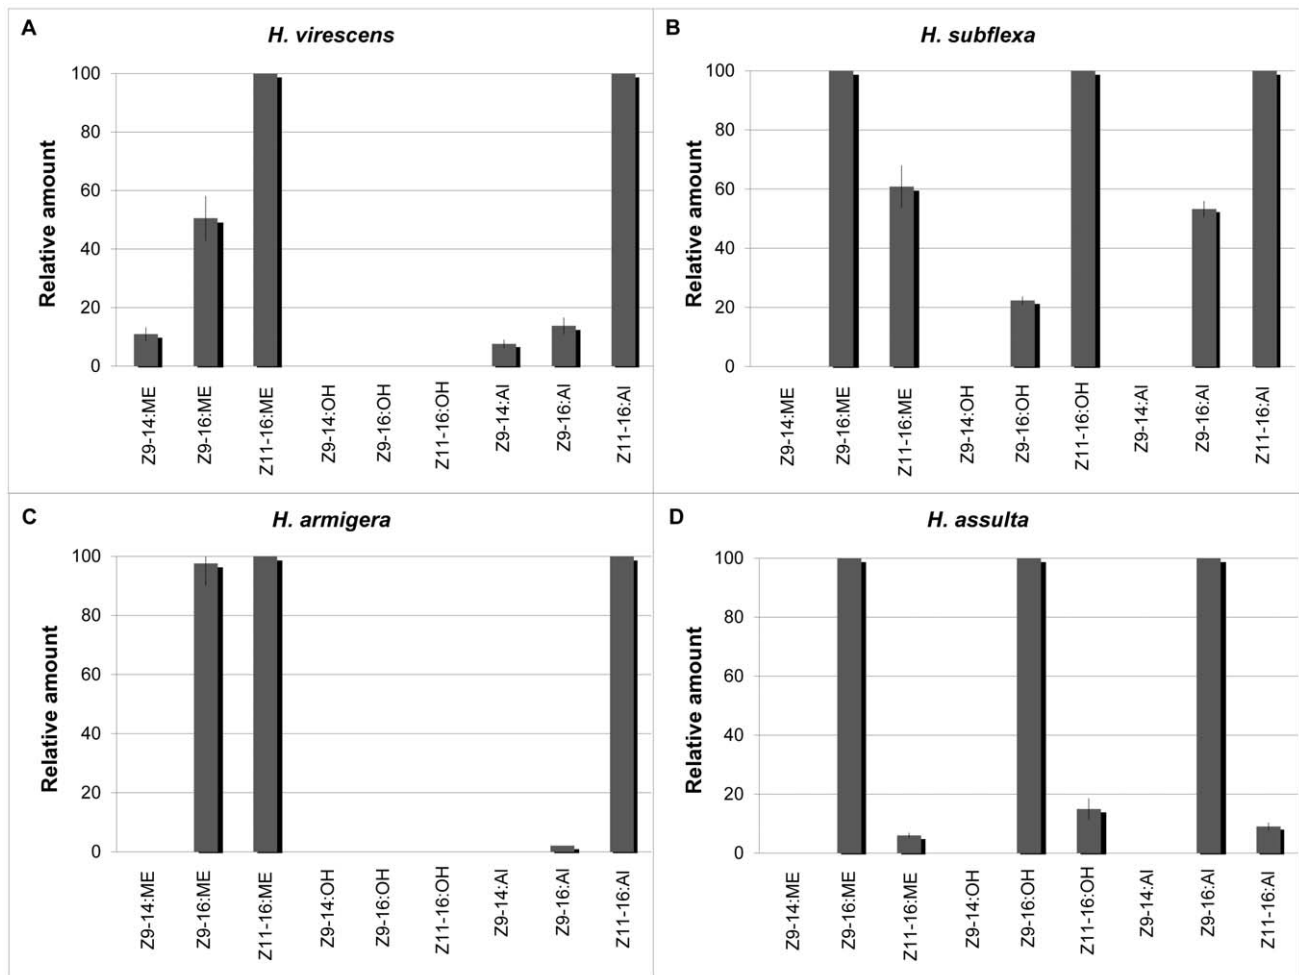 A
H. virescens
Relative amount
100
80
60
40
20
0
Z9-14:ME
Z9-16:ME
Z11-16:ME
Z9-14:OH
Z9-16:OH
Z11-16:OH
Z9-14:Al
Z9-16:Al
Z11-16:Al
B
H. subflexa
Relative amount
100
80
60
40
20
0
Z9-14:ME
Z9-16:ME
Z11-16:ME
Z9-14:OH
Z9-16:OH
Z11-16:OH
Z9-14:Al
Z9-16:Al
Z11-16:Al
C
H. armigera
Relative amount
100
80
60
40
20
0
Z9-14:ME
Z9-16:ME
Z11-16:ME
Z9-14:OH
Z9-16:OH
Z11-16:OH
Z9-14:Al
Z9-16:Al
Z11-16:Al
D
H. assulta
Relative amount
100
80
60
40
20
0
Z9-14:ME
Z9-16:ME
Z11-16:ME
Z9-14:OH
Z9-16:OH
Z11-16:OH
Z9-14:Al
Z9-16:Al
Z11-16:Al